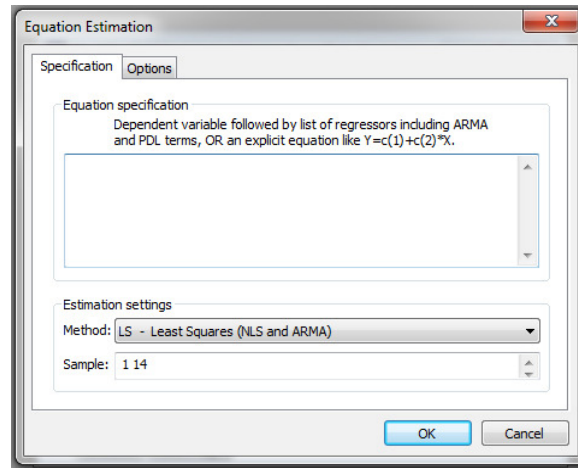 Equation Estimation
Specification
Options
Equation specification
Dependent variable followed by list of regressors including ARMA
and PDL terms, OR an explicit equation like Y=c(1)+c(2)*X.
Estimation settings
Method: LS - Least Squares (NLS and ARMA)
Sample: 1 14
OK
Cancel